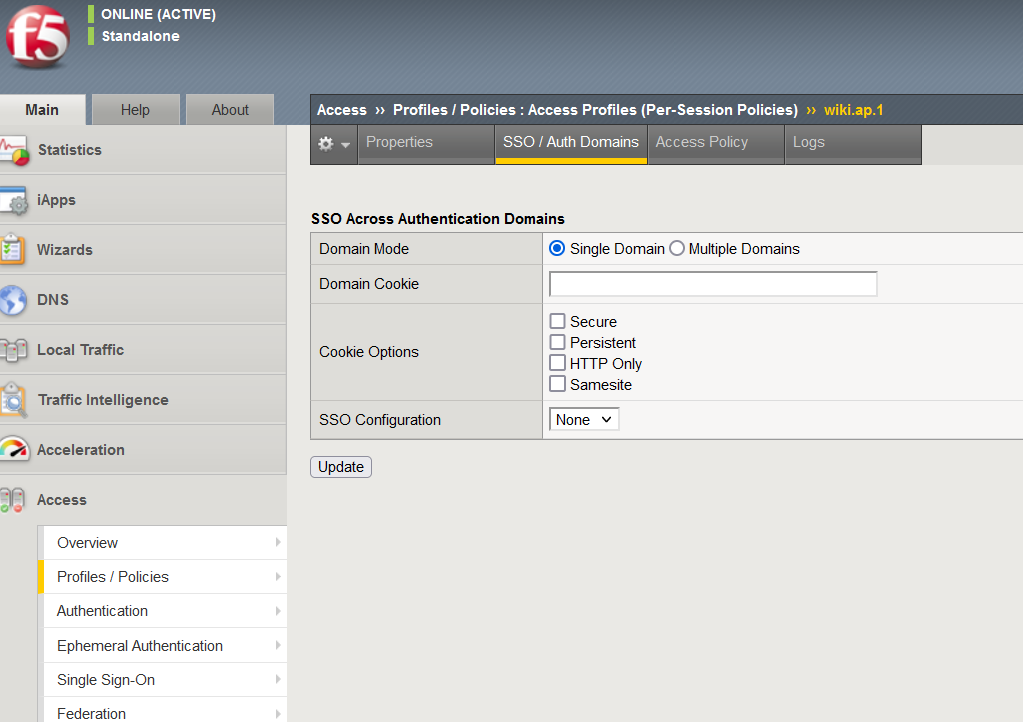 f5
ONLINE (ACTIVE)
Standalone
Main
Help
About
Access ›› Profiles / Policies : Access Profiles (Per-Session Policies) ›› wiki.ap.1
Properties
SSO / Auth Domains
Access Policy
Logs
Statistics
iApps
Wizards
DNS
Local Traffic
Traffic Intelligence
Acceleration
Access
Overview
Profiles / Policies
Authentication
Ephemeral Authentication
Single Sign-On
Federation
SSO Across Authentication Domains
Domain Mode
Single Domain Multiple Domains
Domain Cookie
Cookie Options
Secure
Persistent
HTTP Only
Samesite
SSO Configuration
None
Update